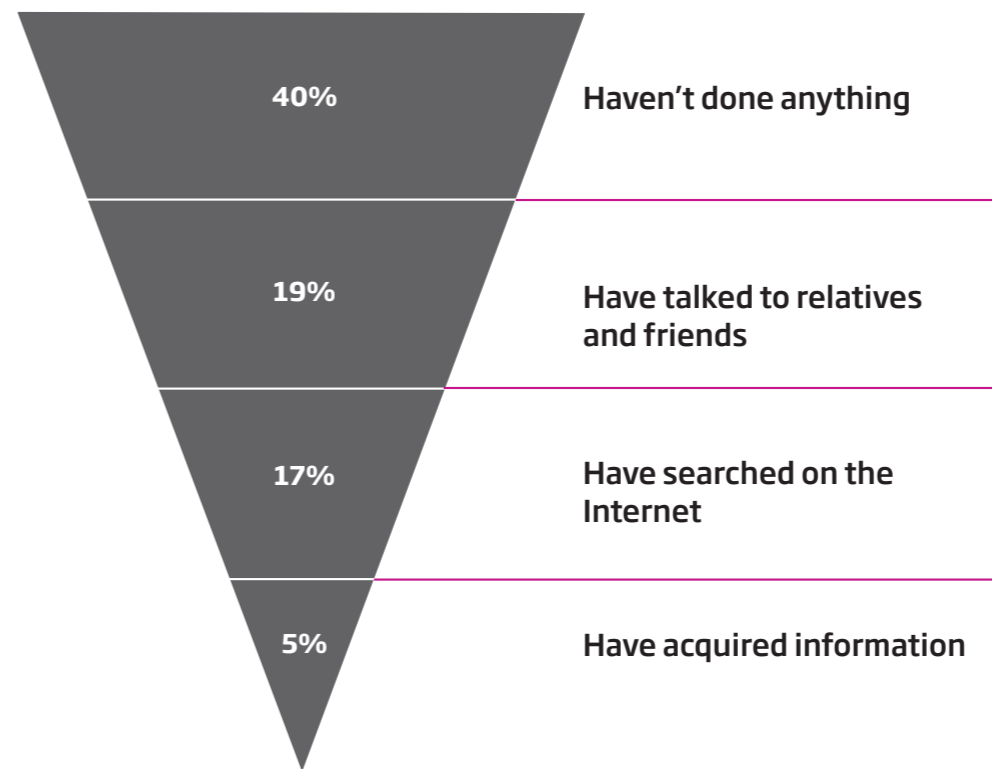 40%
Haven’t done anything
19%
Have talked to relatives
and friends
17%
Have searched on the
Internet
5%
Have acquired information